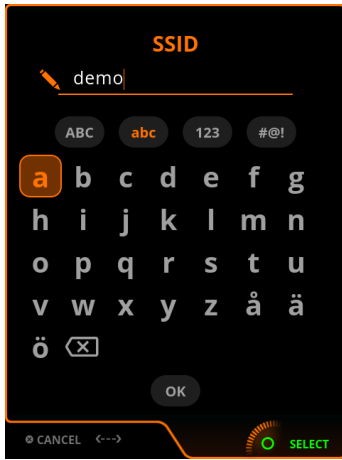 SSID
demo
ABC abc 123 #@!
a b c d e f g
h i j k l m n
o p q r s t u
v w x y z å ä
ö
OK
CANCEL <---> SELECT